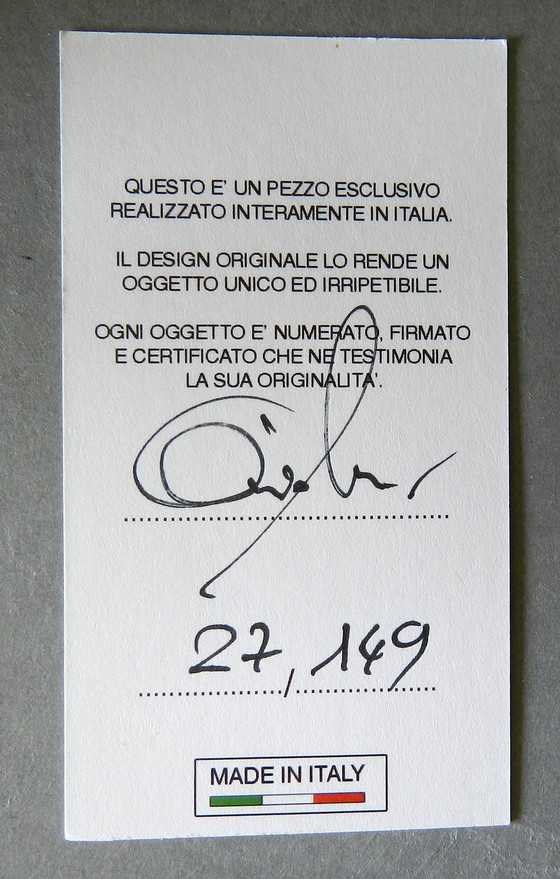 QUESTO E' UN PEZZO ESCLUSIVO
REALIZZATO INTERAMENTE IN ITALIA.
IL DESIGN ORIGINALE LO RENDE UN
OGGETTO UNICO ED IRRIPETIBILE.
OGNI OGGETTO E' NUMERATO, FIRMATO
E CERTIFICATO CHE NE TESTIMONIA
LA SUA ORIGINALITA'.
27/149
MADE IN ITALY